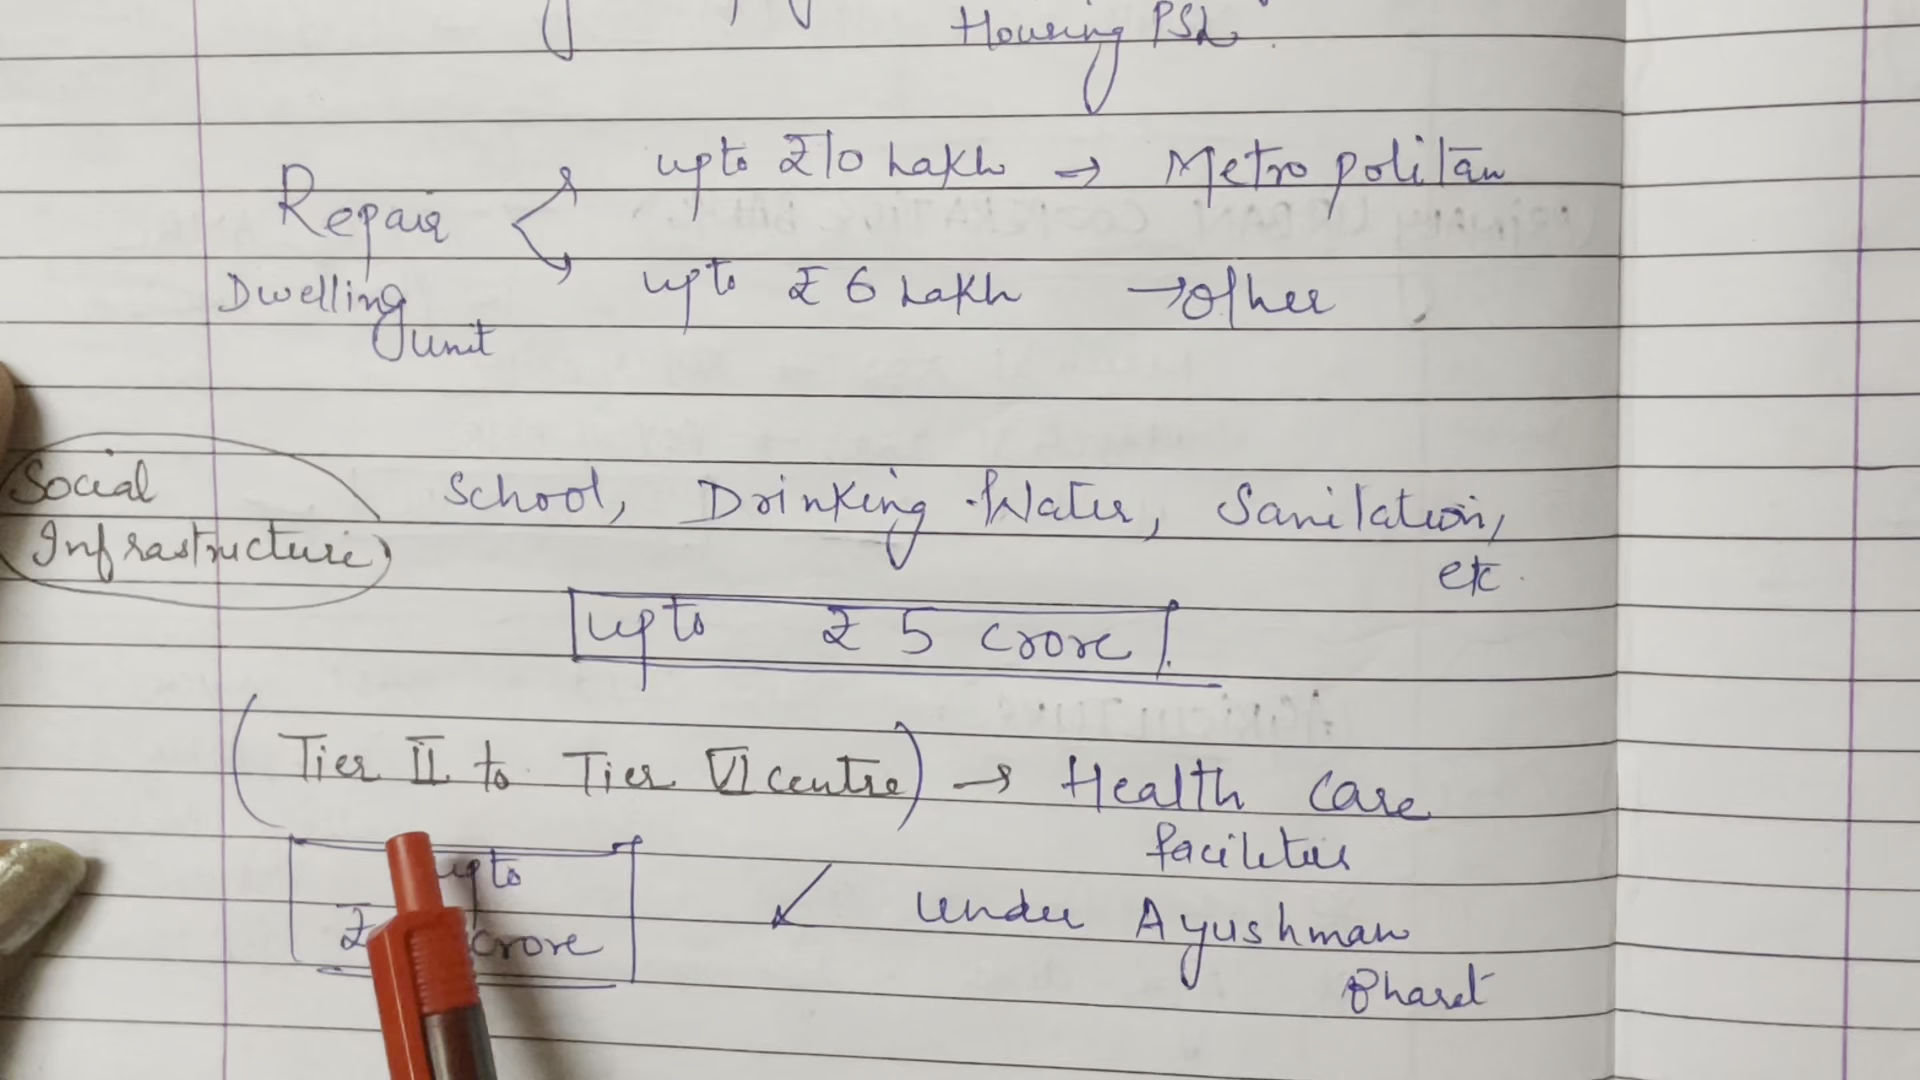 Housing PSL
Repair
Dwelling
unit
upto ₹10 Lakh → Metropolitan
upto ₹ 6 Lakh → Other
Social
Infrastructure
School, Drinking Water, Sanitation,
etc.
upto ₹ 5 crore
(Tier II to Tier VI centre) → Health Care
facilities
under Ayushman
Bharat
upto
₹ crore